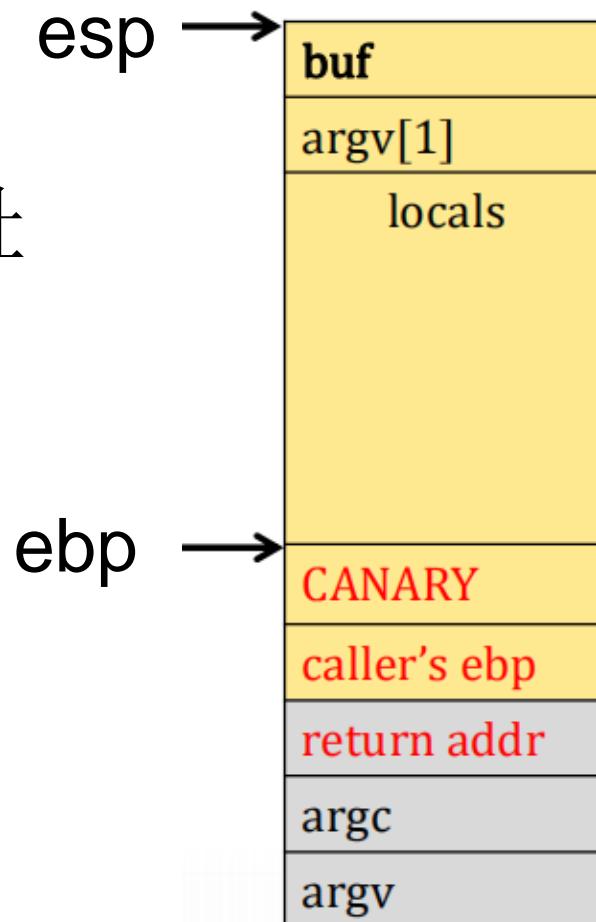 esp
buf
argv[1]
locals
ebp
CANARY
caller's ebp
return addr
argc
argv